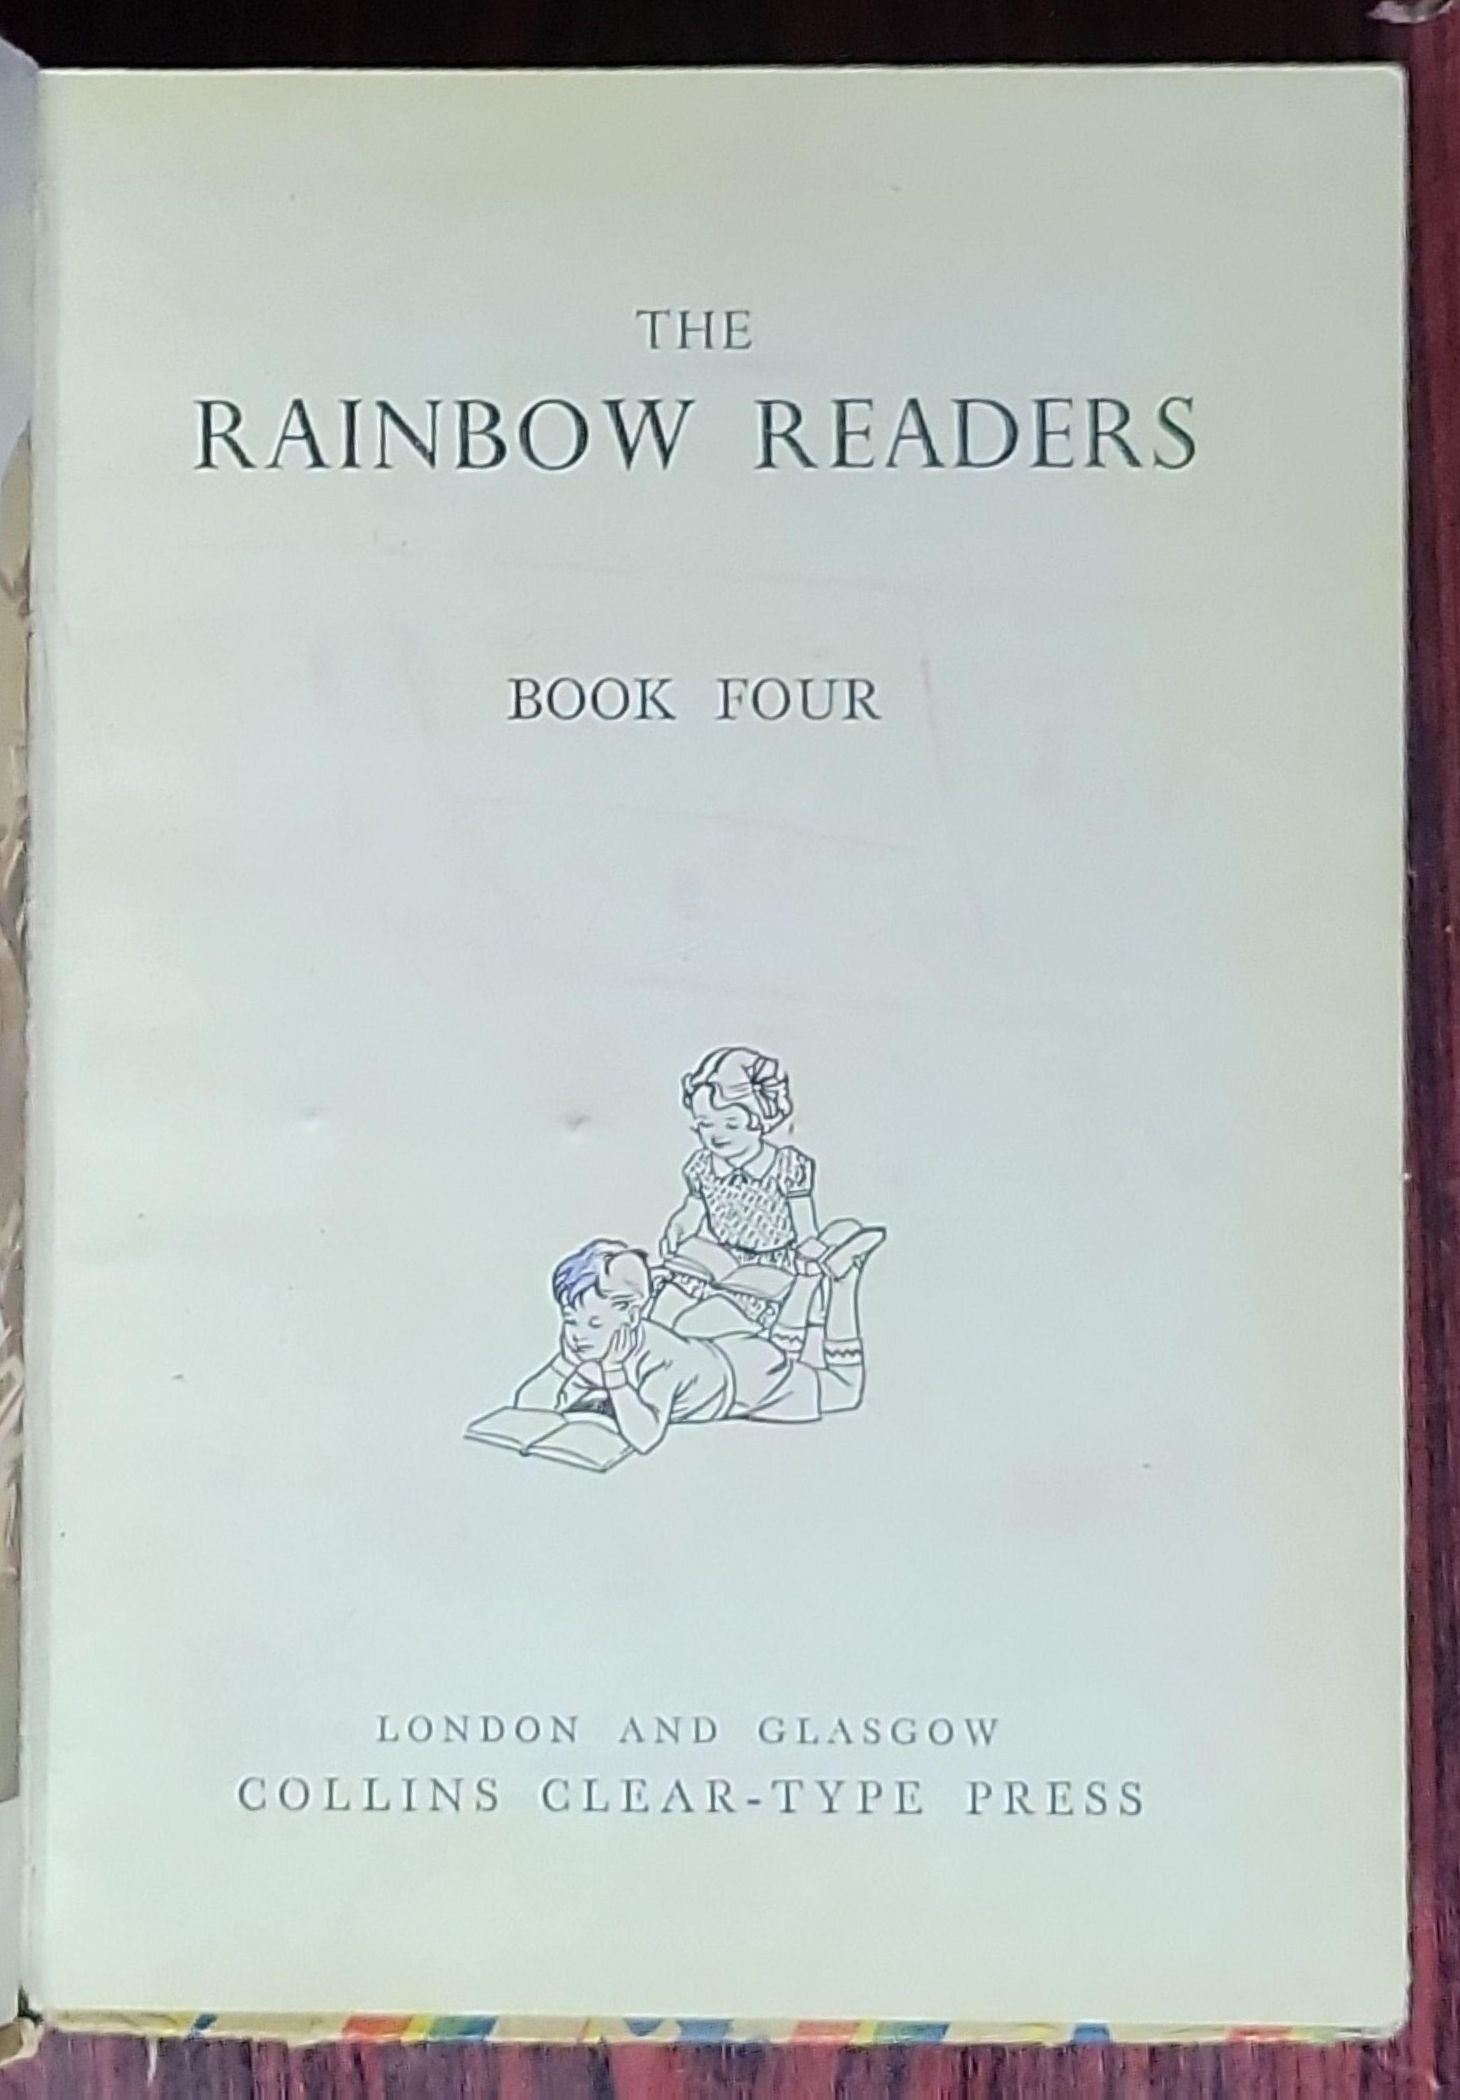 THE
RAINBOW READERS
BOOK FOUR
LONDON AND GLASGOW
COLLINS CLEAR-TYPE PRESS